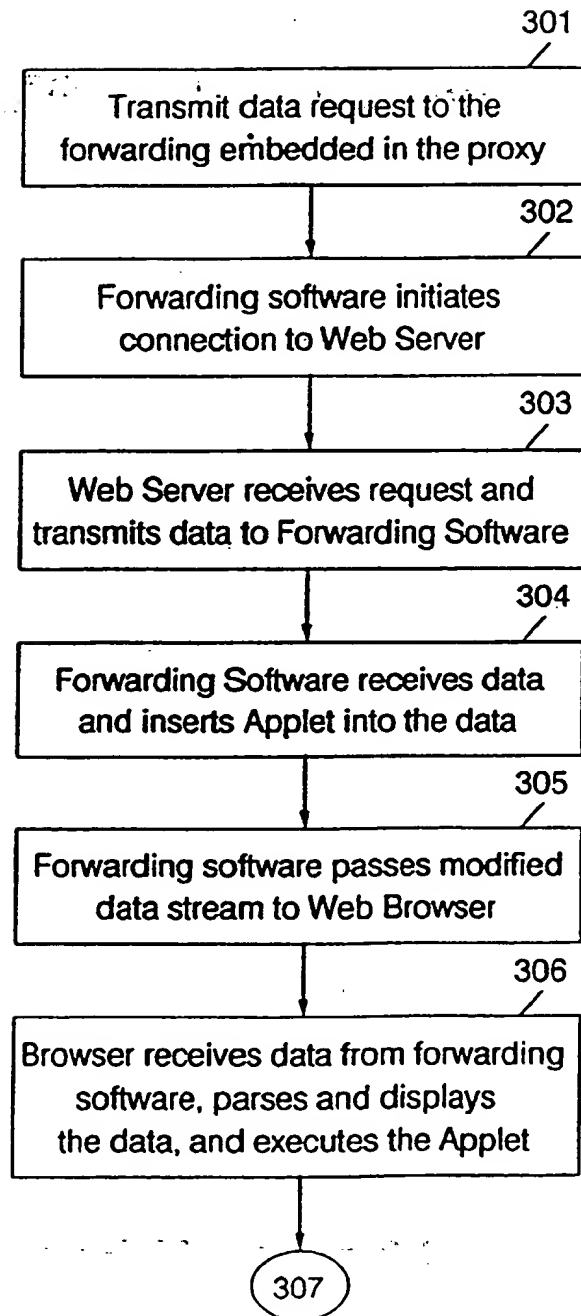 301
Transmit data request to the
forwarding embedded in the proxy
302
Forwarding software initiates
connection to Web Server
303
Web Server receives request and
transmits data to Forwarding Software
304
Forwarding Software receives data
and inserts Applet into the data
305
Forwarding software passes modified
data stream to Web Browser
306
Browser receives data from forwarding
software, parses and displays
the data, and executes the Applet
307